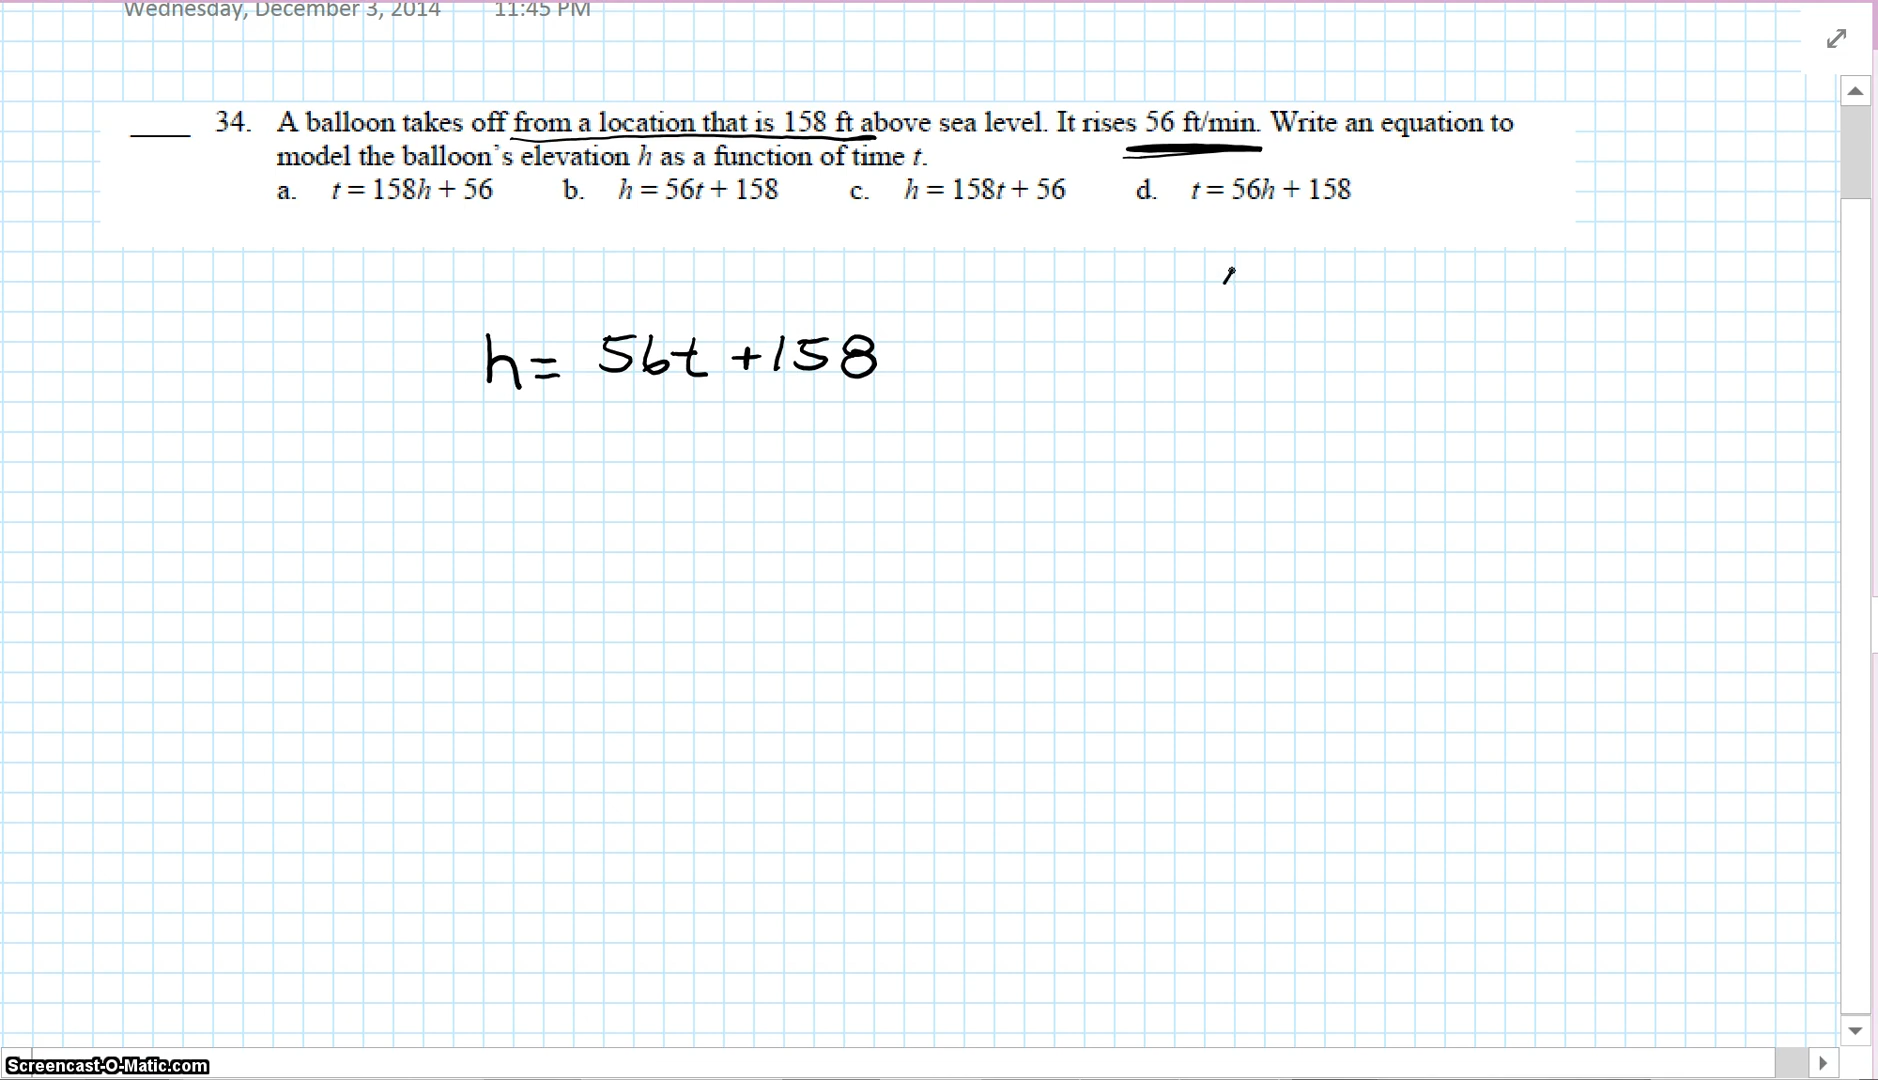 Wednesday, December 3, 2014 11:45 PM
34. A balloon takes off from a location that is 158 ft above sea level. It rises 56 ft/min. Write an equation to
model the balloon's elevation h as a function of time t.
a. t = 158h + 56 b. h = 56t + 158 c. h = 158t + 56 d. t = 56h + 158
h = 56t + 158
Screencast-O-Matic.com